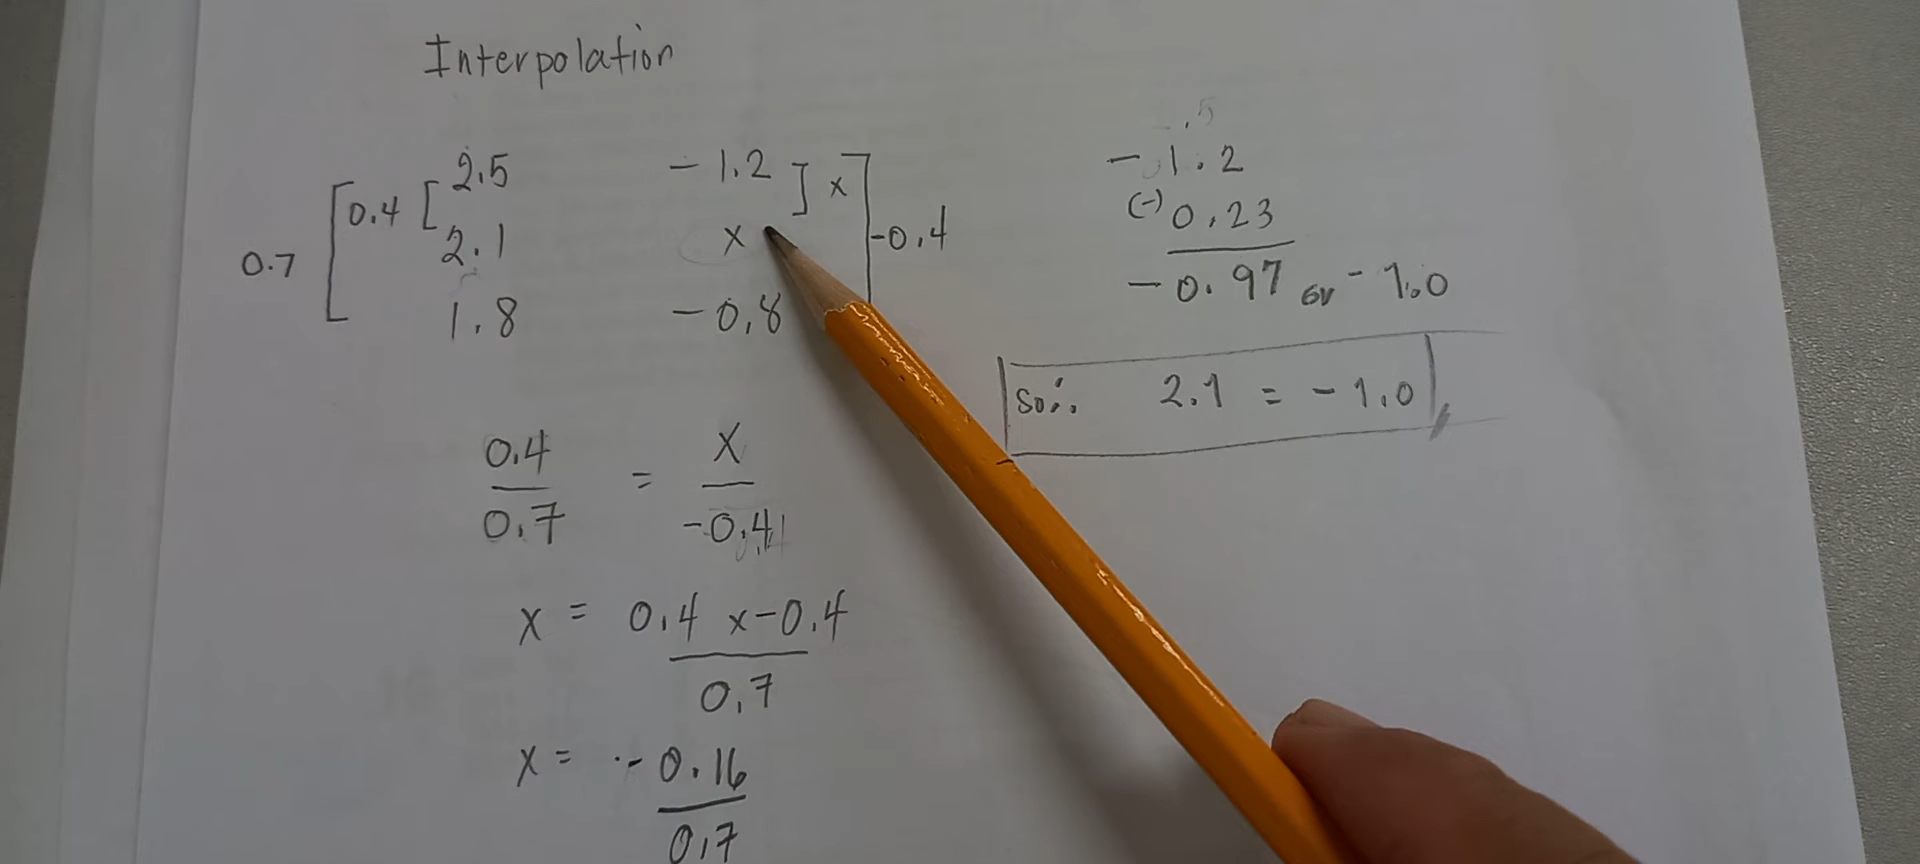 Interpolation
2.5 - 1.2
0.4 [ ] x
0.7 [ 2.1 x ] -0.4
1.8 - 0.8
0.4 / 0.7 = X / -0.4
x = 0.4 x -0.4 / 0.7
x = - 0.16 / 0.7
- 1.2
(-) 0.23
- 0.97 or - 1.0
So∴ 2.1 = - 1.0